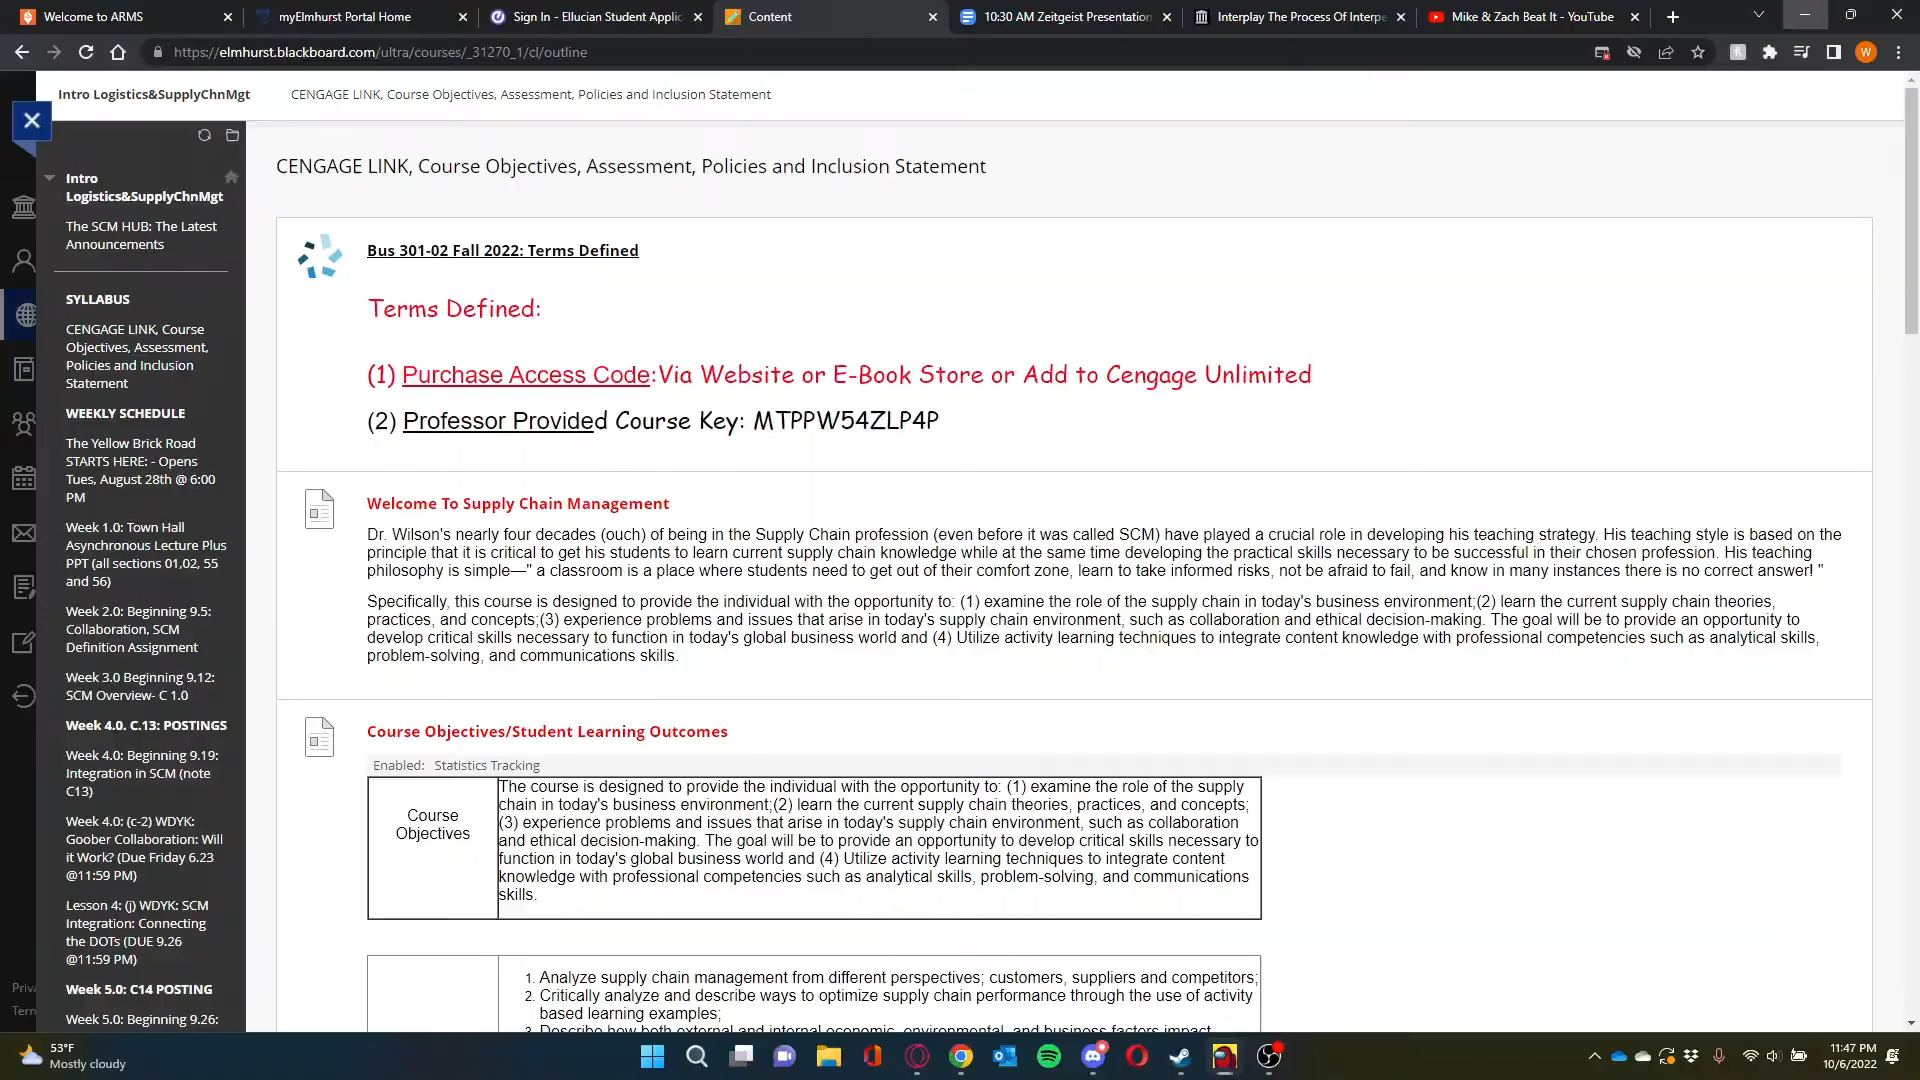 Welcome to ARMS
myElmhurst Portal Home
Sign In - Ellucian Student Applic
Content
10:30 AM Zeitgeist Presentation
Interplay The Process Of Interpe
Mike & Zach Beat It - YouTube
https://elmhurst.blackboard.com/ultra/courses/_31270_1/cl/outline
W
Intro Logistics&SupplyChnMgt
CENGAGE LINK, Course Objectives, Assessment, Policies and Inclusion Statement
Intro
Logistics&SupplyChnMgt
The SCM HUB: The Latest
Announcements
SYLLABUS
CENGAGE LINK, Course
Objectives, Assessment,
Policies and Inclusion
Statement
WEEKLY SCHEDULE
The Yellow Brick Road
STARTS HERE: - Opens
Tues, August 28th @ 6:00
PM
Week 1.0: Town Hall
Asynchronous Lecture Plus
PPT (all sections 01,02, 55
and 56)
Week 2.0: Beginning 9.5:
Collaboration, SCM
Definition Assignment
Week 3.0 Beginning 9.12:
SCM Overview- C 1.0
Week 4.0. C.13: POSTINGS
Week 4.0: Beginning 9.19:
Integration in SCM (note
C13)
Week 4.0: (c-2) WDYK:
Goober Collaboration: Will
it Work? (Due Friday 6.23
@11:59 PM)
Lesson 4: (j) WDYK: SCM
Integration: Connecting
the DOTs (DUE 9.26
@11:59 PM)
Week 5.0: C14 POSTING
Week 5.0: Beginning 9.26:
Priva
Term
CENGAGE LINK, Course Objectives, Assessment, Policies and Inclusion Statement
Bus 301-02 Fall 2022: Terms Defined
Terms Defined:
(1) Purchase Access Code:Via Website or E-Book Store or Add to Cengage Unlimited
(2) Professor Provided Course Key: MTPPW54ZLP4P
Welcome To Supply Chain Management
Dr. Wilson's nearly four decades (ouch) of being in the Supply Chain profession (even before it was called SCM) have played a crucial role in developing his teaching strategy. His teaching style is based on the
principle that it is critical to get his students to learn current supply chain knowledge while at the same time developing the practical skills necessary to be successful in their chosen profession. His teaching
philosophy is simple—" a classroom is a place where students need to get out of their comfort zone, learn to take informed risks, not be afraid to fail, and know in many instances there is no correct answer! "
Specifically, this course is designed to provide the individual with the opportunity to: (1) examine the role of the supply chain in today's business environment;(2) learn the current supply chain theories,
practices, and concepts;(3) experience problems and issues that arise in today's supply chain environment, such as collaboration and ethical decision-making. The goal will be to provide an opportunity to
develop critical skills necessary to function in today's global business world and (4) Utilize activity learning techniques to integrate content knowledge with professional competencies such as analytical skills,
problem-solving, and communications skills.
Course Objectives/Student Learning Outcomes
Enabled: Statistics Tracking
Course
Objectives
The course is designed to provide the individual with the opportunity to: (1) examine the role of the supply
chain in today's business environment;(2) learn the current supply chain theories, practices, and concepts;
(3) experience problems and issues that arise in today's supply chain environment, such as collaboration
and ethical decision-making. The goal will be to provide an opportunity to develop critical skills necessary to
function in today's global business world and (4) Utilize activity learning techniques to integrate content
knowledge with professional competencies such as analytical skills, problem-solving, and communications
skills.
1. Analyze supply chain management from different perspectives; customers, suppliers and competitors;
2. Critically analyze and describe ways to optimize supply chain performance through the use of activity
based learning examples;
3. Describe how both external and internal economic, environmental, and business factors impact
53°F
Mostly cloudy
11:47 PM
10/6/2022